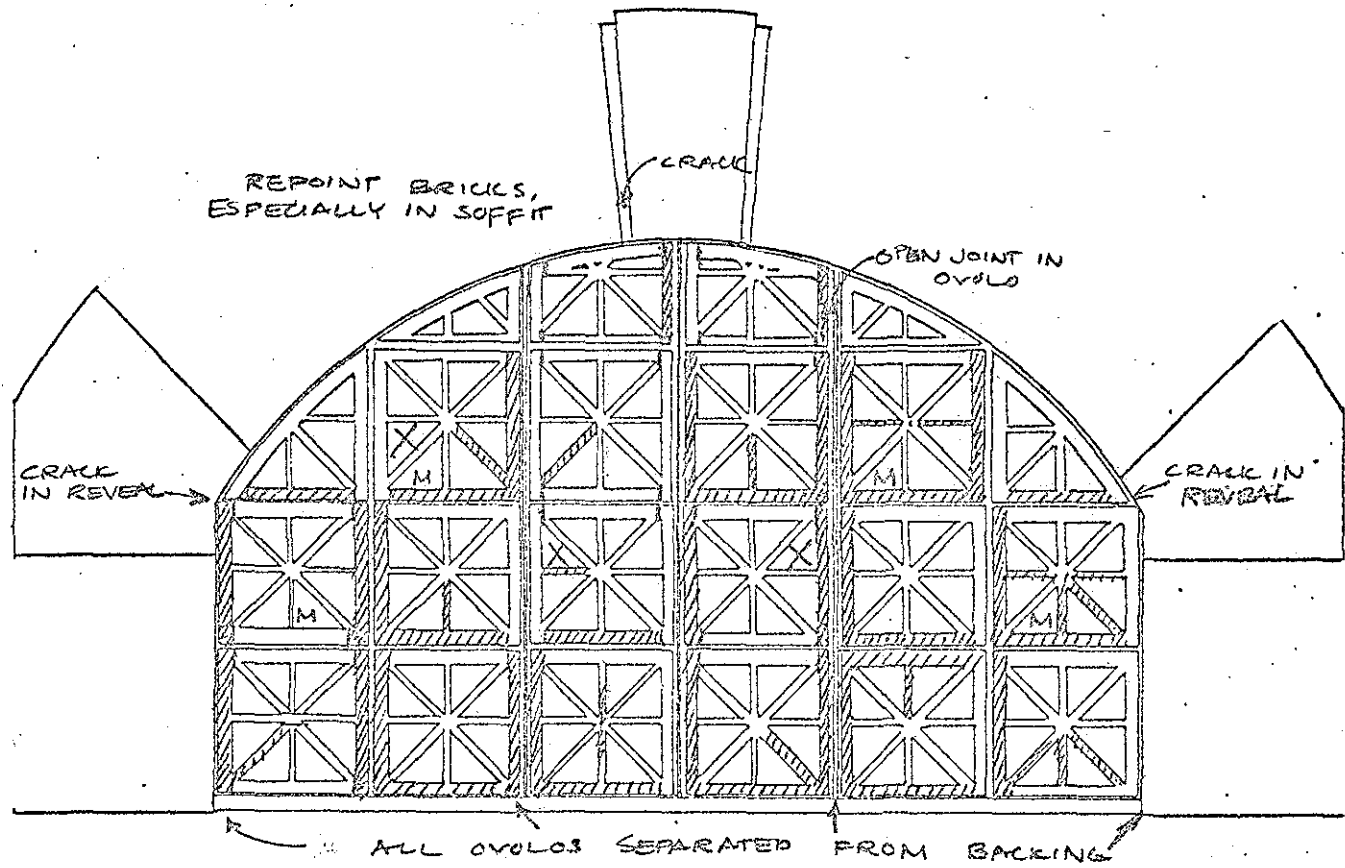 CRACK
REPOINT BRICKS,
ESPECIALLY IN SOFFIT
OPEN JOINT IN
OVOLO
X
M
M
CRACK
IN REVEAL
CRACK IN
REVEAL
X
X
M
M
ALL OVOLOS SEPARATED FROM BACKING